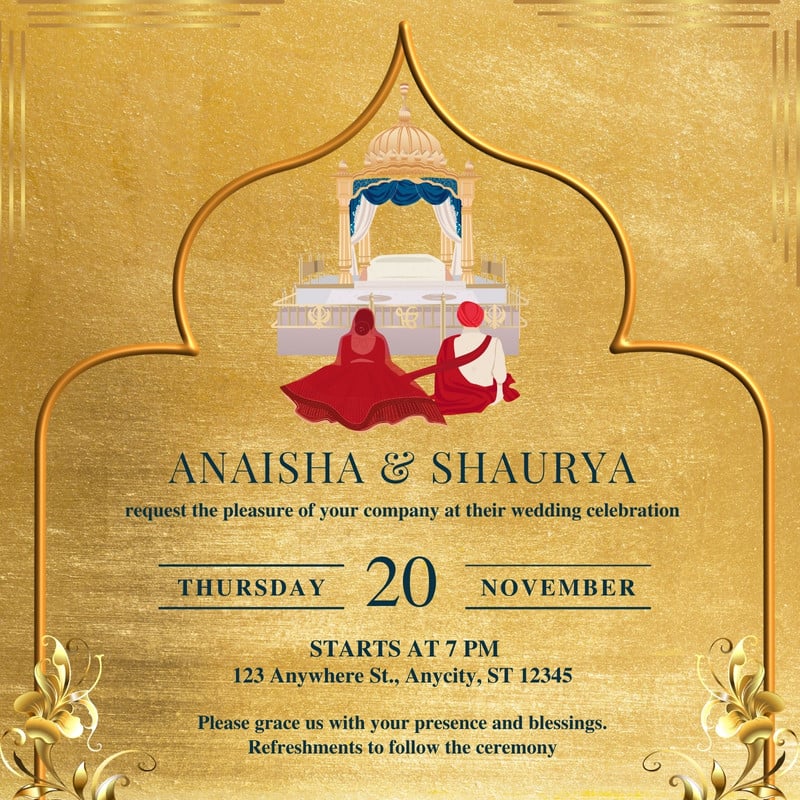 ANAISHA & SHAURYA
request the pleasure of your company at their wedding celebration
THURSDAY 20 NOVEMBER
STARTS AT 7 PM
123 Anywhere St., Anycity, ST 12345
Please grace us with your presence and blessings.
Refreshments to follow the ceremony